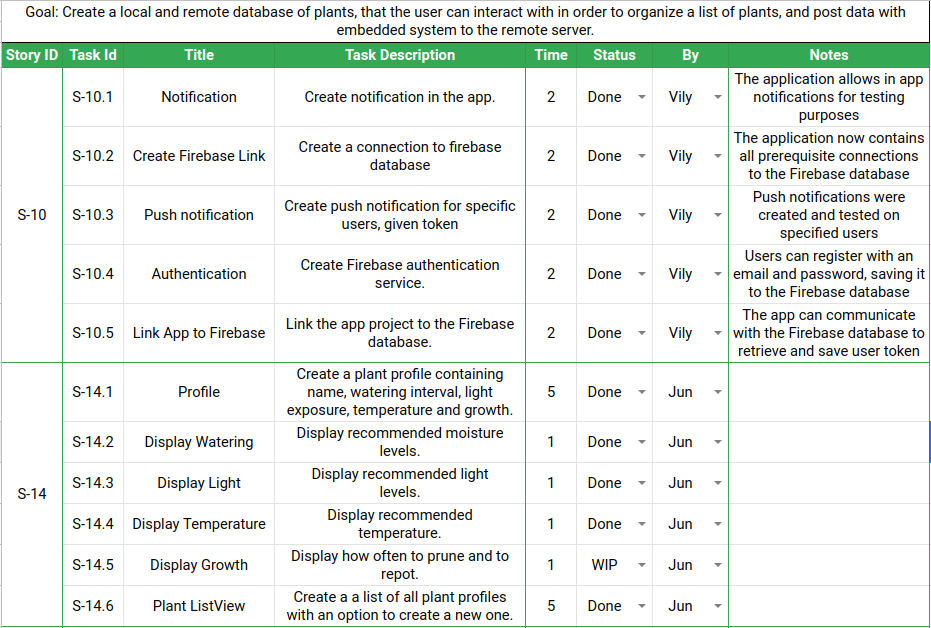 Goal: Create a local and remote database of plants, that the user can interact with in order to organize a list of plants, and post data with
embedded system to the remote server.
Story ID Task Id Title Task Description Time Status By Notes
S-10
S-10.1 Notification Create notification in the app. 2 Done Vily
The application allows in app
notifications for testing
purposes
S-10.2 Create Firebase Link
Create a connection to firebase
database
2 Done Vily
The application now contains
all prerequisite connections
to the Firebase database
S-10.3 Push notification
Create push notification for specific
users, given token
2 Done Vily
Push notifications were
created and tested on
specified users
S-10.4 Authentication
Create Firebase authentication
service.
2 Done Vily
Users can register with an
email and password, saving it
to the Firebase database
S-10.5 Link App to Firebase
Link the app project to the Firebase
database.
2 Done Vily
The app can communicate
with the Firebase database to
retrieve and save user token
S-14
S-14.1 Profile
Create a plant profile containing
name, watering interval, light
exposure, temperature and growth.
5 Done Jun
S-14.2 Display Watering
Display recommended moisture
levels.
1 Done Jun
S-14.3 Display Light
Display recommended light
levels.
1 Done Jun
S-14.4 Display Temperature
Display recommended
temperature.
1 Done Jun
S-14.5 Display Growth
Display how often to prune and to
repot.
1 WIP Jun
S-14.6 Plant ListView
Create a a list of all plant profiles
with an option to create a new one.
5 Done Jun